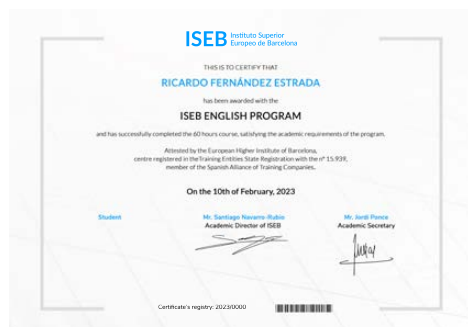 ISEB Instituto Superior
Europeo de Barcelona
THIS IS TO CERTIFY THAT
RICARDO FERNÁNDEZ ESTRADA
has been awarded with the
ISEB ENGLISH PROGRAM
and has successfully completed the 60 hours course, satisfying the academic requirements of the program.
Attested by the European Higher Institute of Barcelona,
centre registered in the Training Entities State Registration with the nº 15.939,
member of the Spanish Alliance of Training Companies.
On the 10th of February, 2023
Student
Mr. Santiago Navarro-Rubio
Mr. Jordi Ponce
Academic Director of ISEB
Academic Secretary
Certificate's registry: 2023/0000